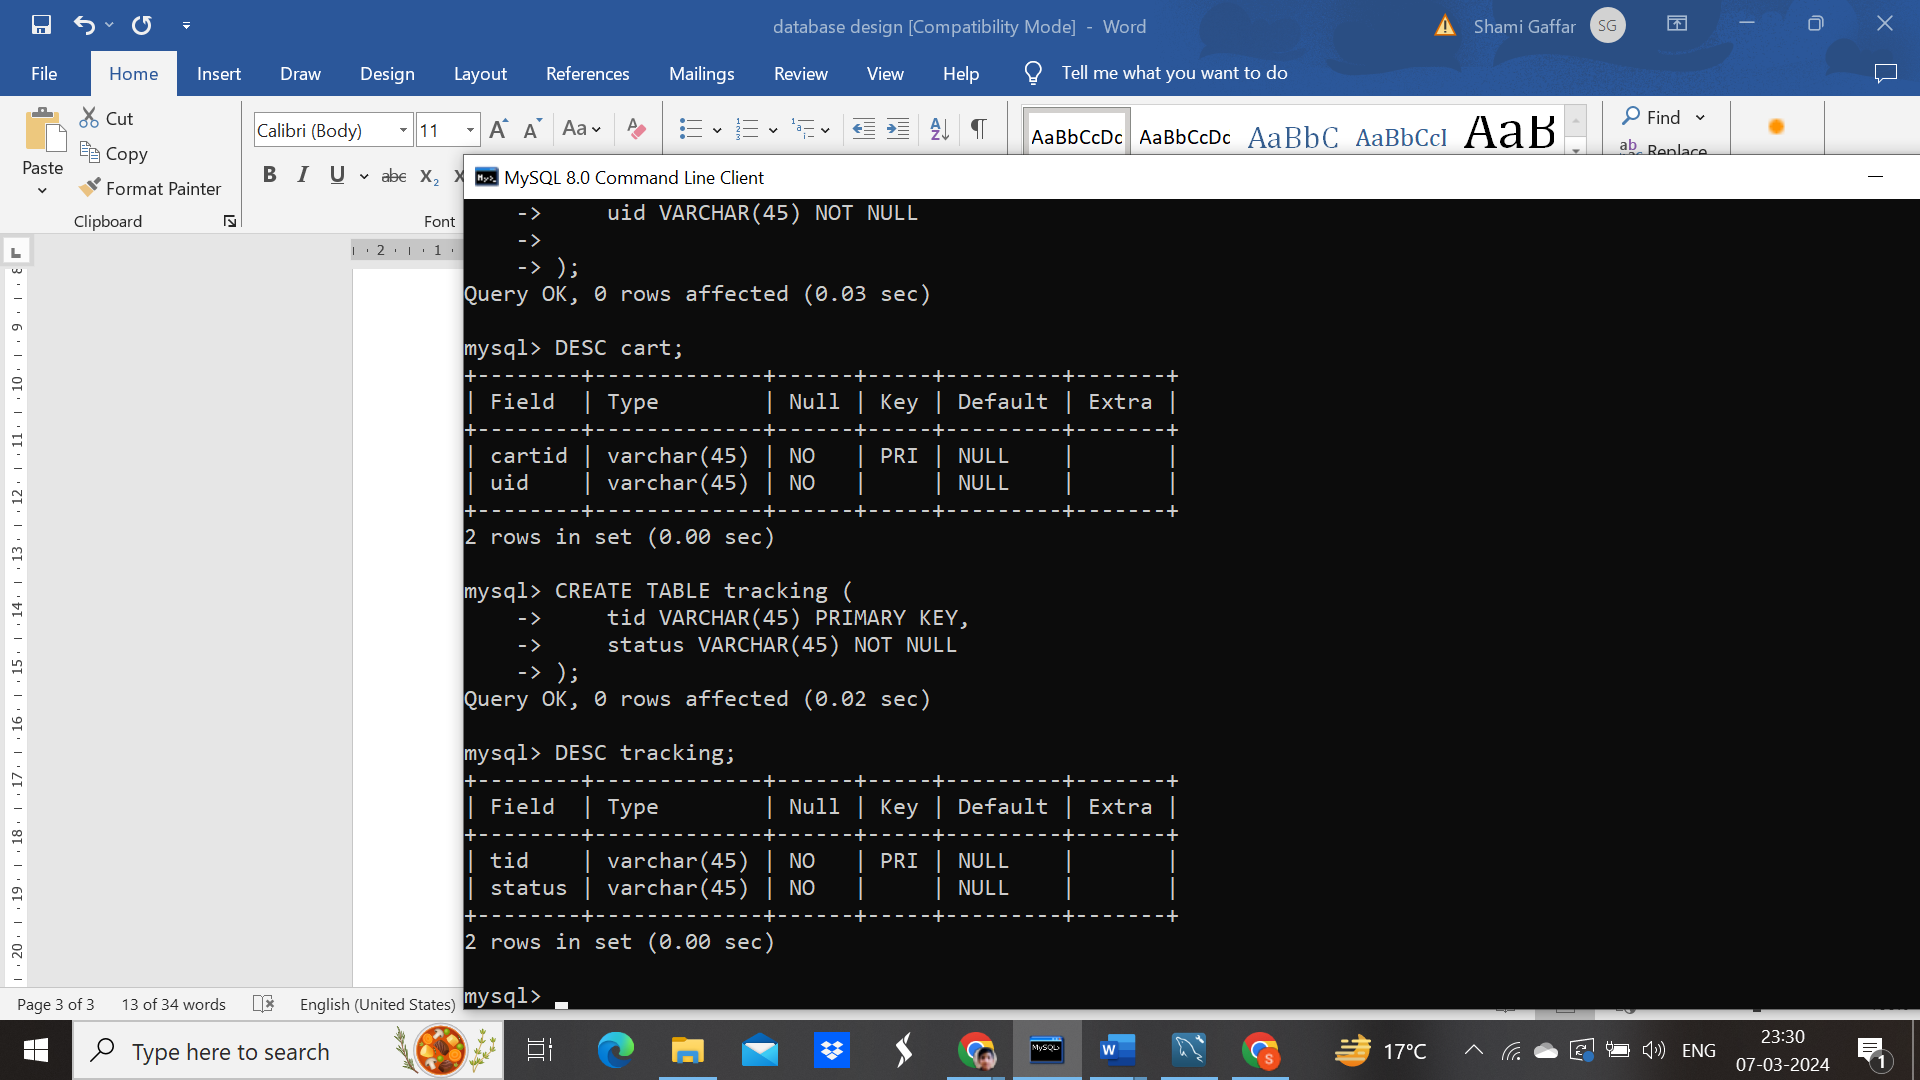 database design [Compatibility Mode] - Word
Shami Gaffar
SG
File Home Insert Draw Design Layout References Mailings Review View Help Tell me what you want to do
Paste
Cut
Copy
Format Painter
Clipboard
Calibri (Body) 11
Aa
B I U abc X₂
Font
AaBbCcDc AaBbCcDc AaBbC AaBbCcI AaB
Find
Replace
MySQL 8.0 Command Line Client
    ->     uid VARCHAR(45) NOT NULL
    ->
    -> );
Query OK, 0 rows affected (0.03 sec)
mysql> DESC cart;
+--------+-------------+------+-----+---------+-------+
| Field  | Type        | Null | Key | Default | Extra |
+--------+-------------+------+-----+---------+-------+
| cartid | varchar(45) | NO   | PRI | NULL    |       |
| uid    | varchar(45) | NO   |     | NULL    |       |
+--------+-------------+------+-----+---------+-------+
2 rows in set (0.00 sec)
mysql> CREATE TABLE tracking (
    ->     tid VARCHAR(45) PRIMARY KEY,
    ->     status VARCHAR(45) NOT NULL
    -> );
Query OK, 0 rows affected (0.02 sec)
mysql> DESC tracking;
+--------+-------------+------+-----+---------+-------+
| Field  | Type        | Null | Key | Default | Extra |
+--------+-------------+------+-----+---------+-------+
| tid    | varchar(45) | NO   | PRI | NULL    |       |
| status | varchar(45) | NO   |     | NULL    |       |
+--------+-------------+------+-----+---------+-------+
2 rows in set (0.00 sec)
mysql>
Page 3 of 3 13 of 34 words English (United States)
Type here to search
17°C
ENG
23:30
07-03-2024
1